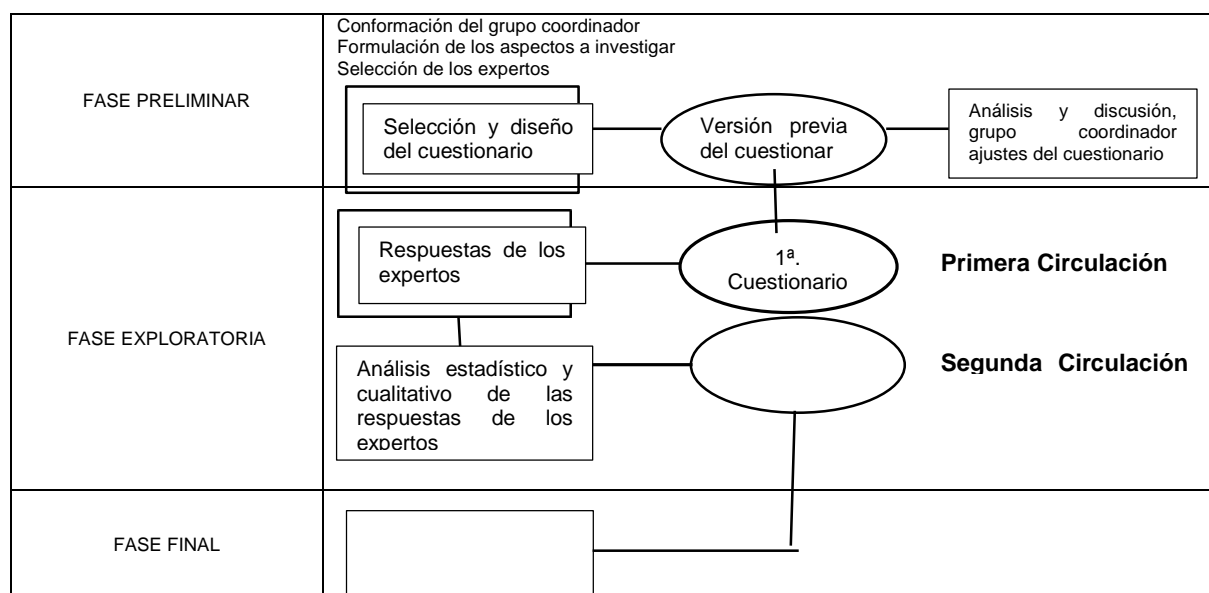 Conformación del grupo coordinador
Formulación de los aspectos a investigar
Selección de los expertos
FASE PRELIMINAR
Selección y diseño
del cuestionario
Versión previa
del cuestionar
Análisis y discusión,
grupo coordinador
ajustes del cuestionario
FASE EXPLORATORIA
Respuestas de los
expertos
1ª.
Cuestionario
Primera Circulación
Análisis estadístico y
cualitativo de las
respuestas de los
expertos
Segunda Circulación
FASE FINAL